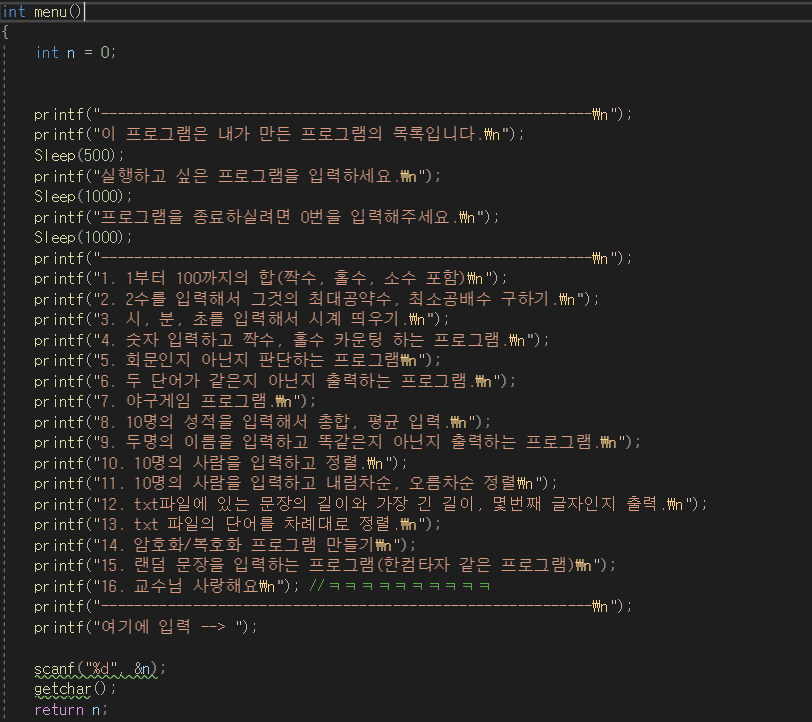 int menu()
{
int n = 0;
printf("------------------------------------------------------------₩n");
printf("이 프로그램은 내가 만든 프로그램의 목록입니다.₩n");
Sleep(500);
printf("실행하고 싶은 프로그램을 입력하세요.₩n");
Sleep(1000);
printf("프로그램을 종료하실려면 0번을 입력해주세요.₩n");
Sleep(1000);
printf("------------------------------------------------------------₩n");
printf("1. 1부터 100까지의 합(짝수, 홀수, 소수 포함)₩n");
printf("2. 2수를 입력해서 그것의 최대공약수, 최소공배수 구하기.₩n");
printf("3. 시, 분, 초를 입력해서 시계 띄우기.₩n");
printf("4. 숫자 입력하고 짝수, 홀수 카운팅 하는 프로그램.₩n");
printf("5. 회문인지 아닌지 판단하는 프로그램₩n");
printf("6. 두 단어가 같은지 아닌지 출력하는 프로그램.₩n");
printf("7. 야구게임 프로그램.₩n");
printf("8. 10명의 성적을 입력해서 총합, 평균 입력.₩n");
printf("9. 두명의 이름을 입력하고 똑같은지 아닌지 출력하는 프로그램.₩n");
printf("10. 10명의 사람을 입력하고 정렬.₩n");
printf("11. 10명의 사람을 입력하고 내림차순, 오름차순 정렬₩n");
printf("12. txt파일에 있는 문장의 길이와 가장 긴 길이, 몇번째 글자인지 출력.₩n");
printf("13. txt 파일의 단어를 차례대로 정렬.₩n");
printf("14. 암호화/복호화 프로그램 만들기₩n");
printf("15. 랜덤 문장을 입력하는 프로그램(한컴타자 같은 프로그램)₩n");
printf("16. 교수님 사랑해요₩n"); //ㅋㅋㅋㅋㅋㅋㅋㅋㅋㅋ
printf("------------------------------------------------------------₩n");
printf("여기에 입력 --> ");
scanf("%d", &n);
getchar();
return n;